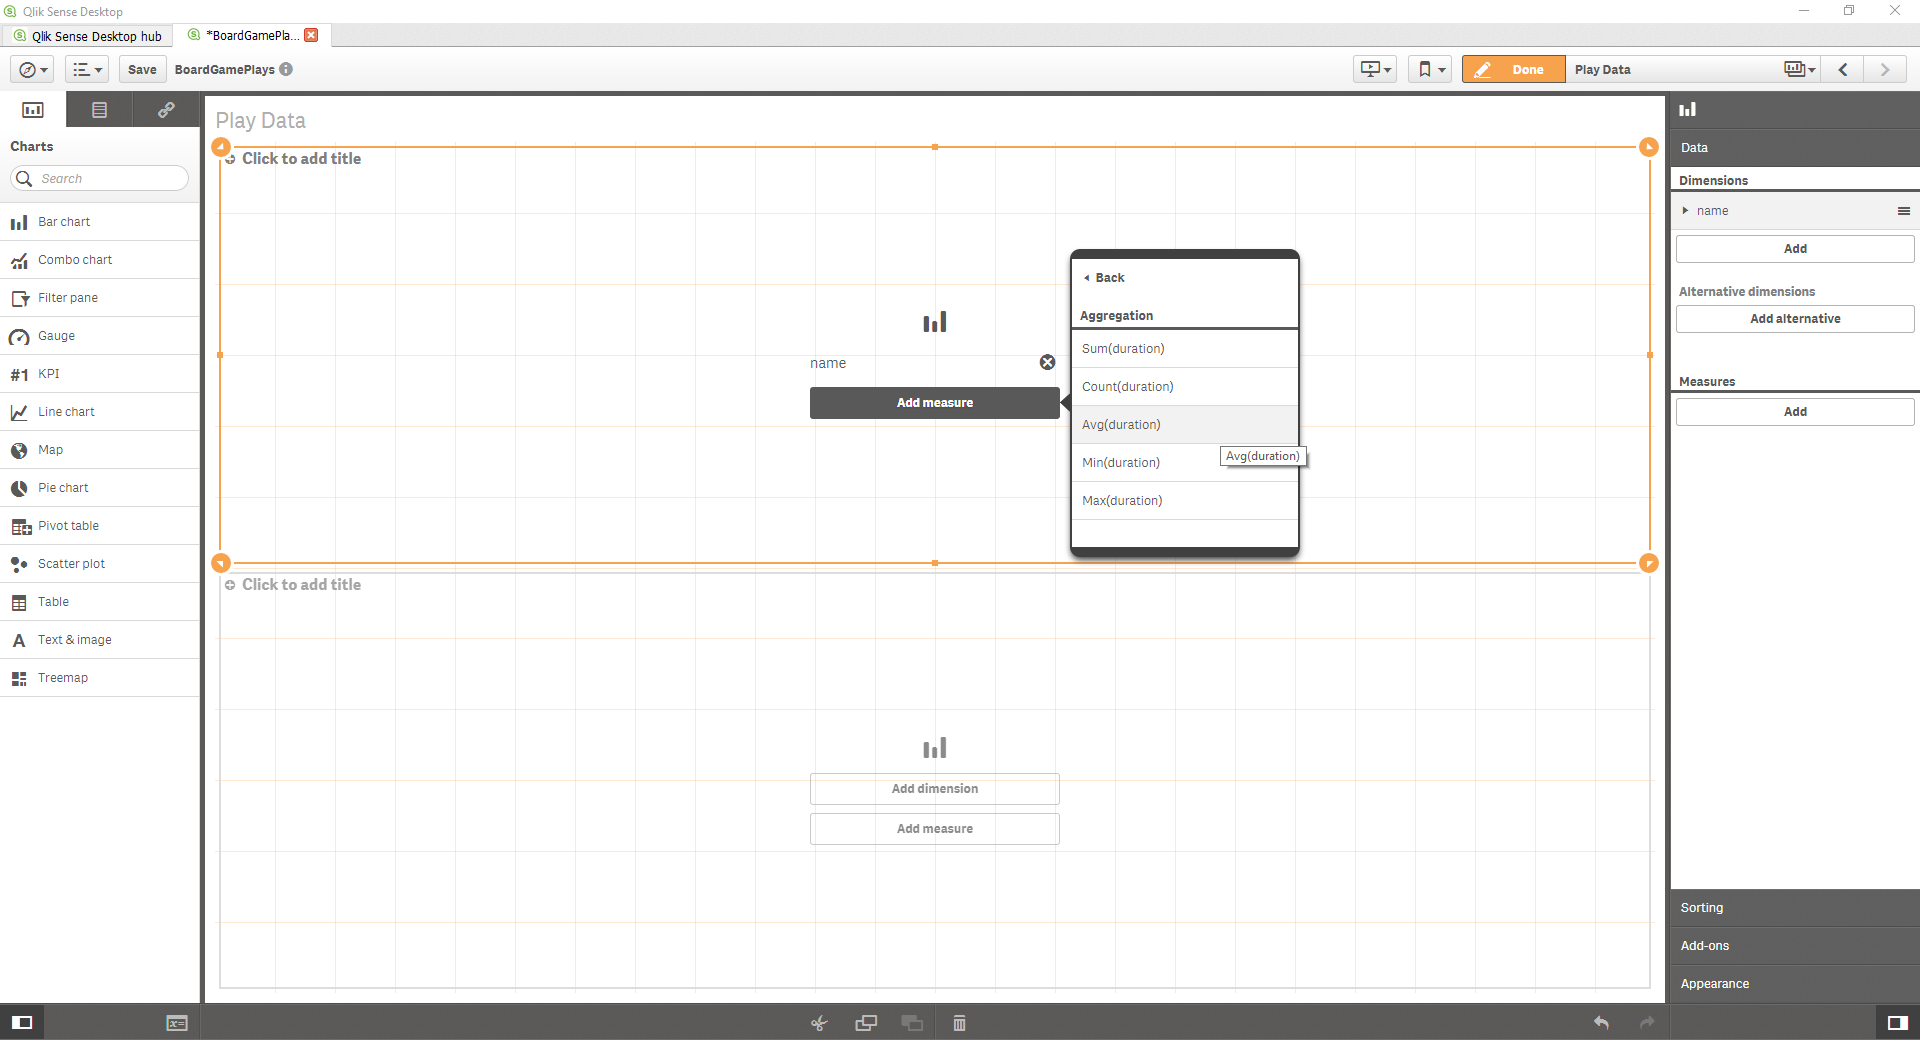 Qlik Sense Desktop
Qlik Sense Desktop hub
*BoardGamePla...
Save
BoardGamePlays
Done
Play Data
Charts
Search
Bar chart
Combo chart
Filter pane
Gauge
#1 KPI
Line chart
Map
Pie chart
Pivot table
Scatter plot
Table
A Text & image
Treemap
Play Data
Click to add title
name
Add measure
Back
Aggregation
Sum(duration)
Count(duration)
Avg(duration)
Avg(duration)
Min(duration)
Max(duration)
Click to add title
Add dimension
Add measure
Data
Dimensions
name
Add
Alternative dimensions
Add alternative
Measures
Add
Sorting
Add-ons
Appearance
x=